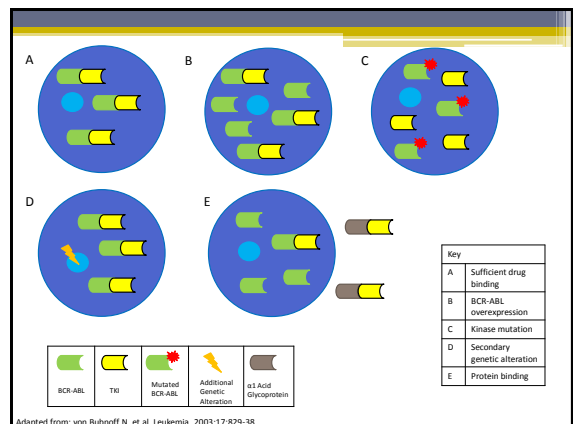 A
B
C
D
E
Key
A Sufficient drug binding
B BCR-ABL overexpression
C Kinase mutation
D Secondary genetic alteration
E Protein binding
BCR-ABL
TKI
Mutated
BCR-ABL
Additional
Genetic
Alteration
α1 Acid
Glycoprotein
Adapted from: von Bubnoff N, et al. Leukemia. 2003;17:829-38